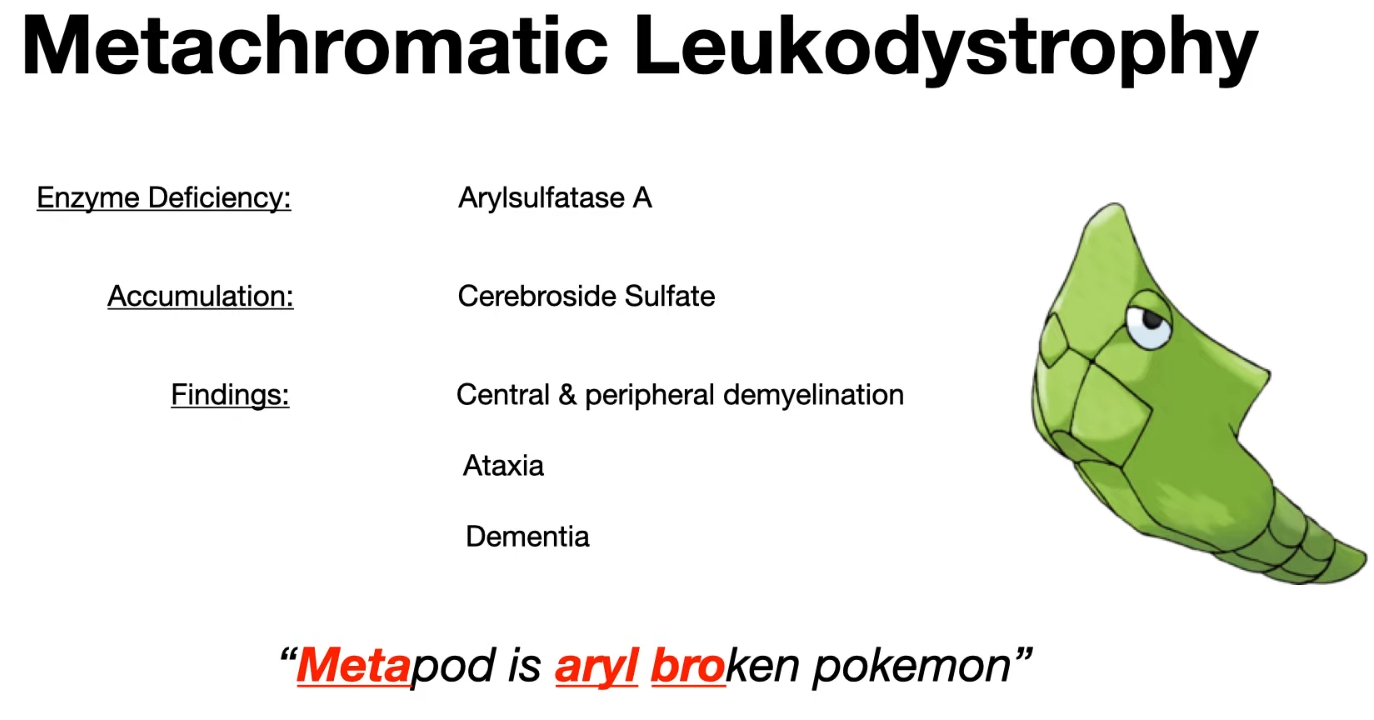 Metachromatic Leukodystrophy
Enzyme Deficiency: Arylsulfatase A
Accumulation: Cerebroside Sulfate
Findings: Central & peripheral demyelination
Ataxia
Dementia
“Metapod is aryl broken pokemon”